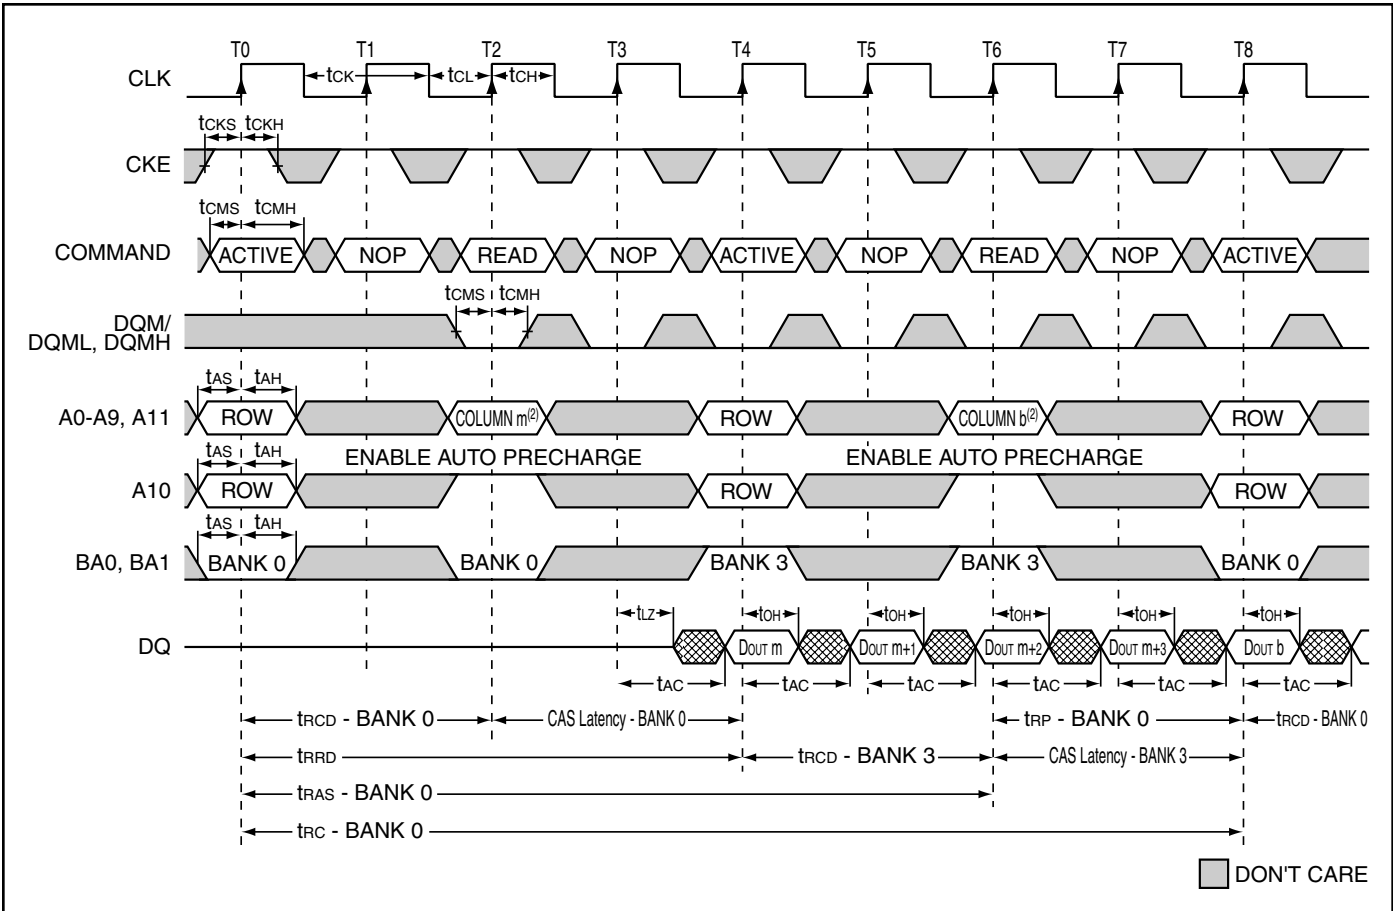 T0 T1 T2 T3 T4 T5 T6 T7 T8
CLK tCK tCL tCH
tCKS tCKH
CKE
tCMS tCMH
COMMAND ACTIVE NOP READ NOP ACTIVE NOP READ NOP ACTIVE
tCMS tCMH
DQM/
DQML, DQMH
tAS tAH
A0-A9, A11 ROW COLUMN m(2) ROW COLUMN b(2) ROW
tAS tAH ENABLE AUTO PRECHARGE ENABLE AUTO PRECHARGE
A10 ROW ROW ROW
tAS tAH
BA0, BA1 BANK 0 BANK 0 BANK 3 BANK 3 BANK 0
tLZ tOH tOH tOH tOH tOH
DQ DOUT m DOUT m+1 DOUT m+2 DOUT m+3 DOUT b
tAC tAC tAC tAC tAC tAC
tRCD - BANK 0 CAS Latency - BANK 0 tRP - BANK 0 tRCD - BANK 0
tRRD tRCD - BANK 3 CAS Latency - BANK 3
tRAS - BANK 0
tRC - BANK 0
DON'T CARE